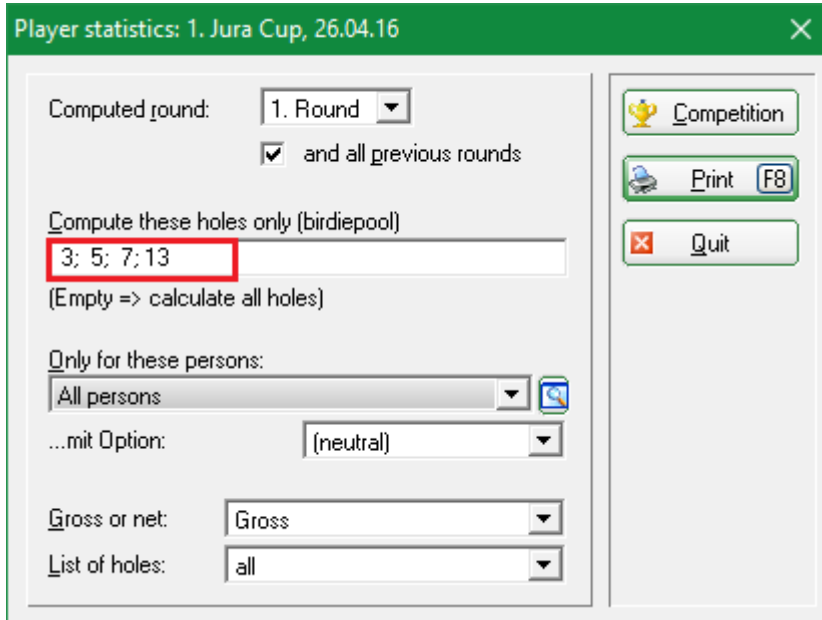 Player statistics: 1. Jura Cup, 26.04.16
Computed round: 1. Round
and all previous rounds
Compute these holes only (birdiepool)
3; 5; 7; 13
(Empty => calculate all holes)
Only for these persons:
All persons
...mit Option: (neutral)
Gross or net: Gross
List of holes: all
Competition
Print F8
Quit